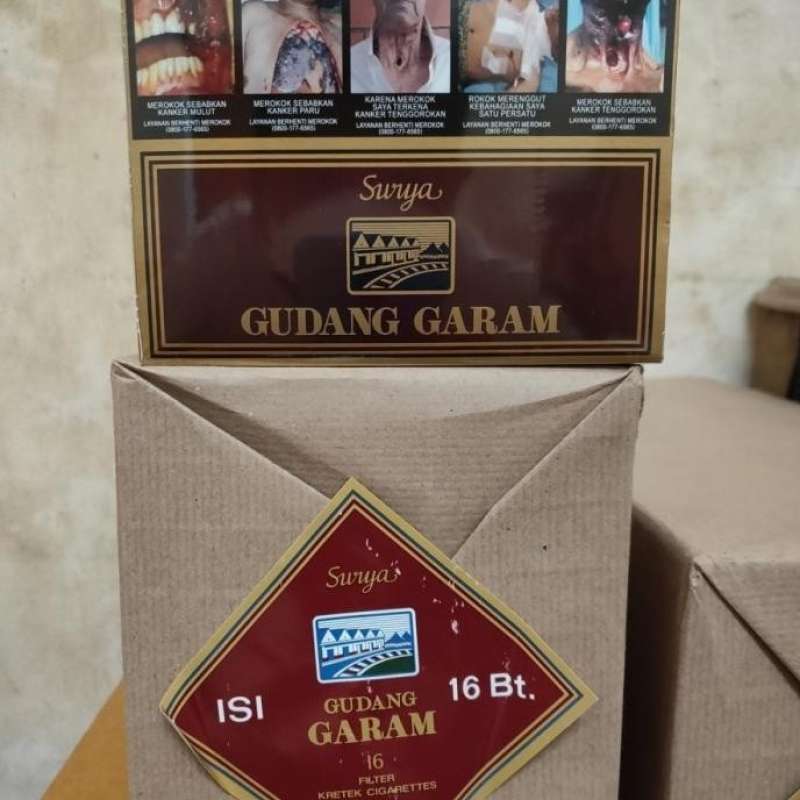 MEROKOK SEBABKAN
KANKER MULUT
LAYANAN BERHENTI MEROKOK
(0800-177-6565)
MEROKOK SEBABKAN
KANKER PARU
LAYANAN BERHENTI MEROKOK
(0800-177-6565)
KARENA MEROKOK
SAYA TERKENA
KANKER TENGGOROKAN
LAYANAN BERHENTI MEROKOK
(0800-177-6565)
ROKOK MERENGGUT
KEBAHAGIAAN SAYA
SATU PERSATU
LAYANAN BERHENTI MEROKOK
(0800-177-6565)
MEROKOK SEBABKAN
KANKER TENGGOROKAN
LAYANAN BERHENTI MEROKOK
(0800-177-6565)
Surya
GUDANG GARAM
Surya
ISI
16 Bt.
GUDANG
GARAM
16
FILTER
KRETEK CIGARETTES